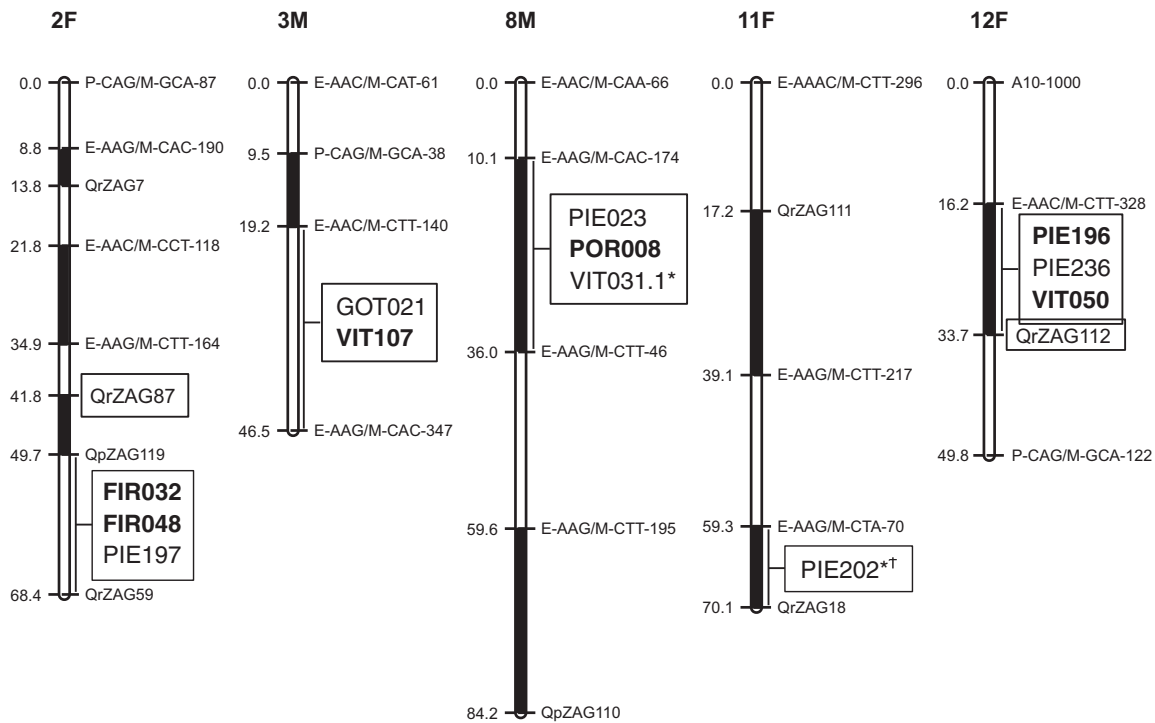 2F
0.0 P-CAG/M-GCA-87
8.8 E-AAG/M-CAC-190
13.8 QrZAG7
21.8 E-AAC/M-CCT-118
34.9 E-AAG/M-CTT-164
41.8 QrZAG87
49.7 QpZAG119
FIR032
FIR048
PIE197
68.4 QrZAG59
3M
0.0 E-AAC/M-CAT-61
9.5 P-CAG/M-GCA-38
19.2 E-AAC/M-CTT-140
GOT021
VIT107
46.5 E-AAG/M-CAC-347
8M
0.0 E-AAC/M-CAA-66
10.1 E-AAG/M-CAC-174
PIE023
POR008
VIT031.1*
36.0 E-AAG/M-CTT-46
59.6 E-AAG/M-CTT-195
84.2 QpZAG110
11F
0.0 E-AAAC/M-CTT-296
17.2 QrZAG111
39.1 E-AAG/M-CTT-217
59.3 E-AAG/M-CTA-70
PIE202*†
70.1 QrZAG18
12F
0.0 A10-1000
16.2 E-AAC/M-CTT-328
PIE196
PIE236
VIT050
33.7 QrZAG112
49.8 P-CAG/M-GCA-122